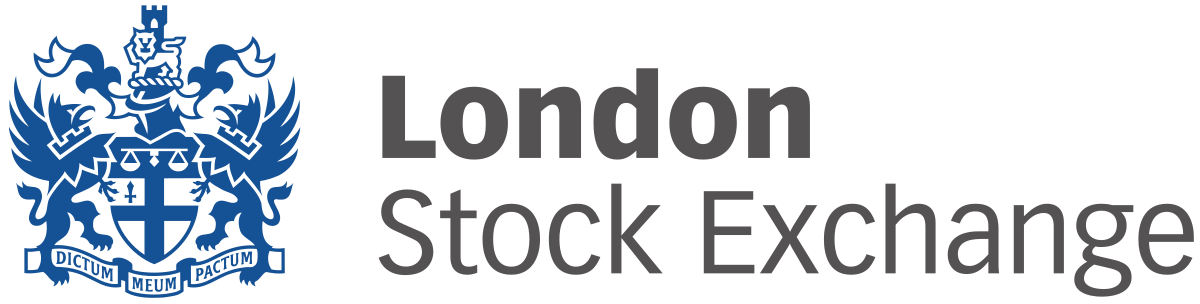 London
Stock Exchange
DICTUM
MEUM
PACTUM